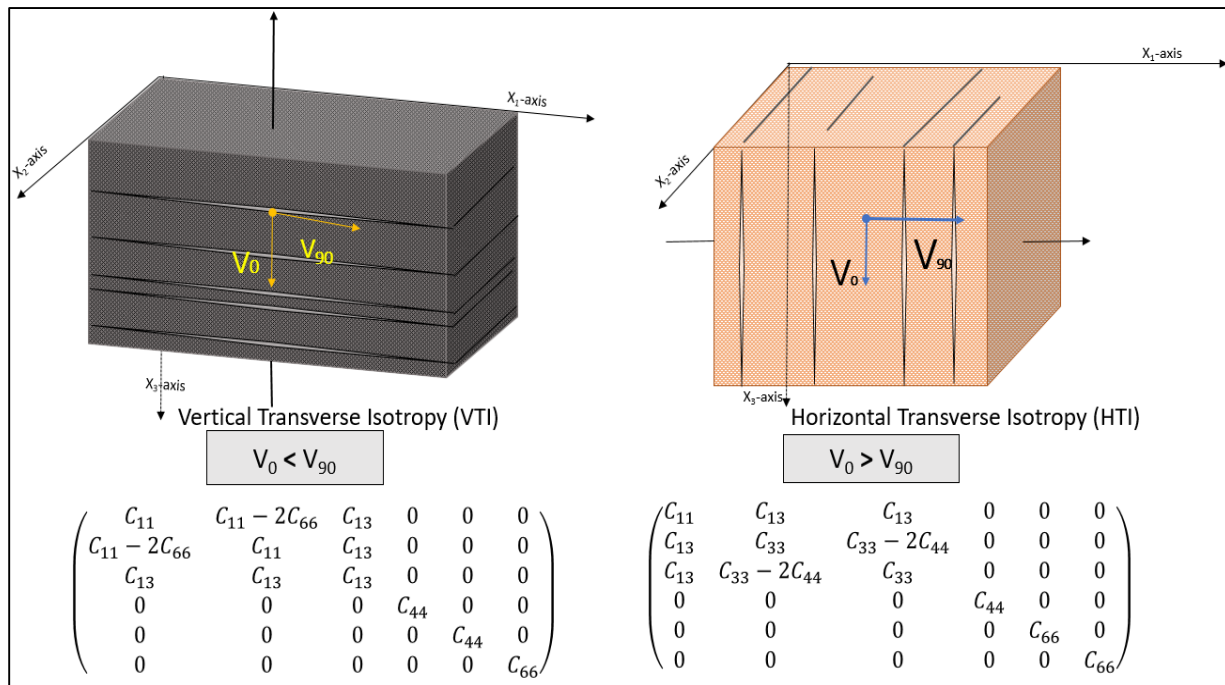 X₁-axis
X₂-axis
V₀
V₉₀
X₃-axis
Vertical Transverse Isotropy (VTI)
V₀ < V₉₀
C₁₁ C₁₁ − 2C₆₆ C₁₃ 0 0 0
C₁₁ − 2C₆₆ C₁₁ C₁₃ 0 0 0
C₁₃ C₁₃ C₁₃ 0 0 0
0 0 0 C₄₄ 0 0
0 0 0 0 C₄₄ 0
0 0 0 0 0 C₆₆
X₁-axis
X₂-axis
V₀
V₉₀
X₃-axis
Horizontal Transverse Isotropy (HTI)
V₀ > V₉₀
C₁₁ C₁₃ C₁₃ 0 0 0
C₁₃ C₃₃ C₃₃ − 2C₄₄ 0 0 0
C₁₃ C₃₃ − 2C₄₄ C₃₃ 0 0 0
0 0 0 C₄₄ 0 0
0 0 0 0 C₆₆ 0
0 0 0 0 0 C₆₆